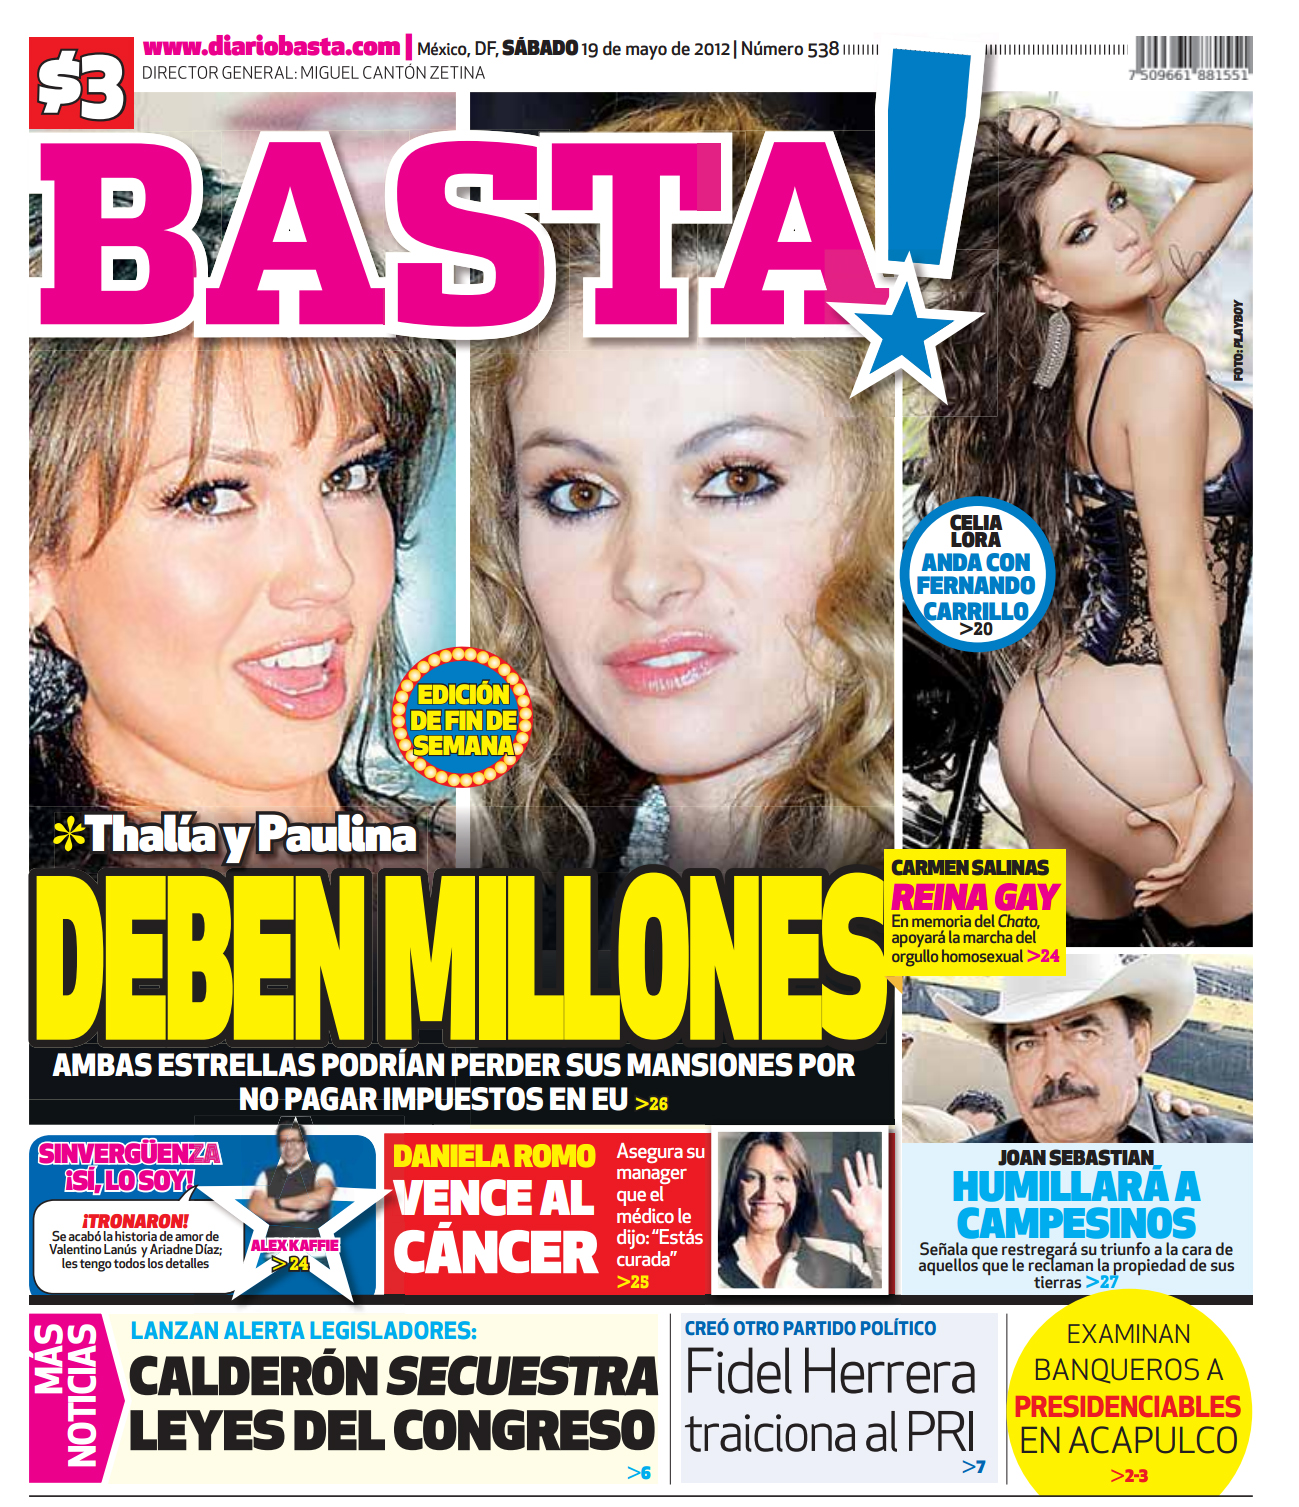 $3
www.diariobasta.com | México, DF, SÁBADO 19 de mayo de 2012 | Número 538
DIRECTOR GENERAL: MIGUEL CANTÓN ZETINA
7 509661 881551
BASTA!
FOTO: PLAYBOY
CELIA
LORA
ANDA CON
FERNANDO
CARRILLO
>20
EDICIÓN
DE FIN DE
SEMANA
*Thalía y Paulina
DEBEN MILLONES
AMBAS ESTRELLAS PODRÍAN PERDER SUS MANSIONES POR
NO PAGAR IMPUESTOS EN EU >26
CARMEN SALINAS
REINA GAY
En memoria del Chato,
apoyará la marcha del
orgullo homosexual >24
SINVERGÜENZA
¡SÍ, LO SOY!
¡TRONARON!
Se acabó la historia de amor de
Valentino Lanús y Ariadne Díaz;
les tengo todos los detalles
ALEX KAFFIE
>24
DANIELA ROMO
VENCE AL
CÁNCER
Asegura su
manager
que el
médico le
dijo: “Estás
curada”
>25
JOAN SEBASTIAN
HUMILLARÁ A
CAMPESINOS
Señala que restregará su triunfo a la cara de
aquellos que le reclaman la propiedad de sus
tierras >27
MÁS
NOTICIAS
LANZAN ALERTA LEGISLADORES:
CALDERÓN SECUESTRA
LEYES DEL CONGRESO
>6
CREÓ OTRO PARTIDO POLÍTICO
Fidel Herrera
traiciona al PRI
>7
EXAMINAN
BANQUEROS A
PRESIDENCIABLES
EN ACAPULCO
>2-3